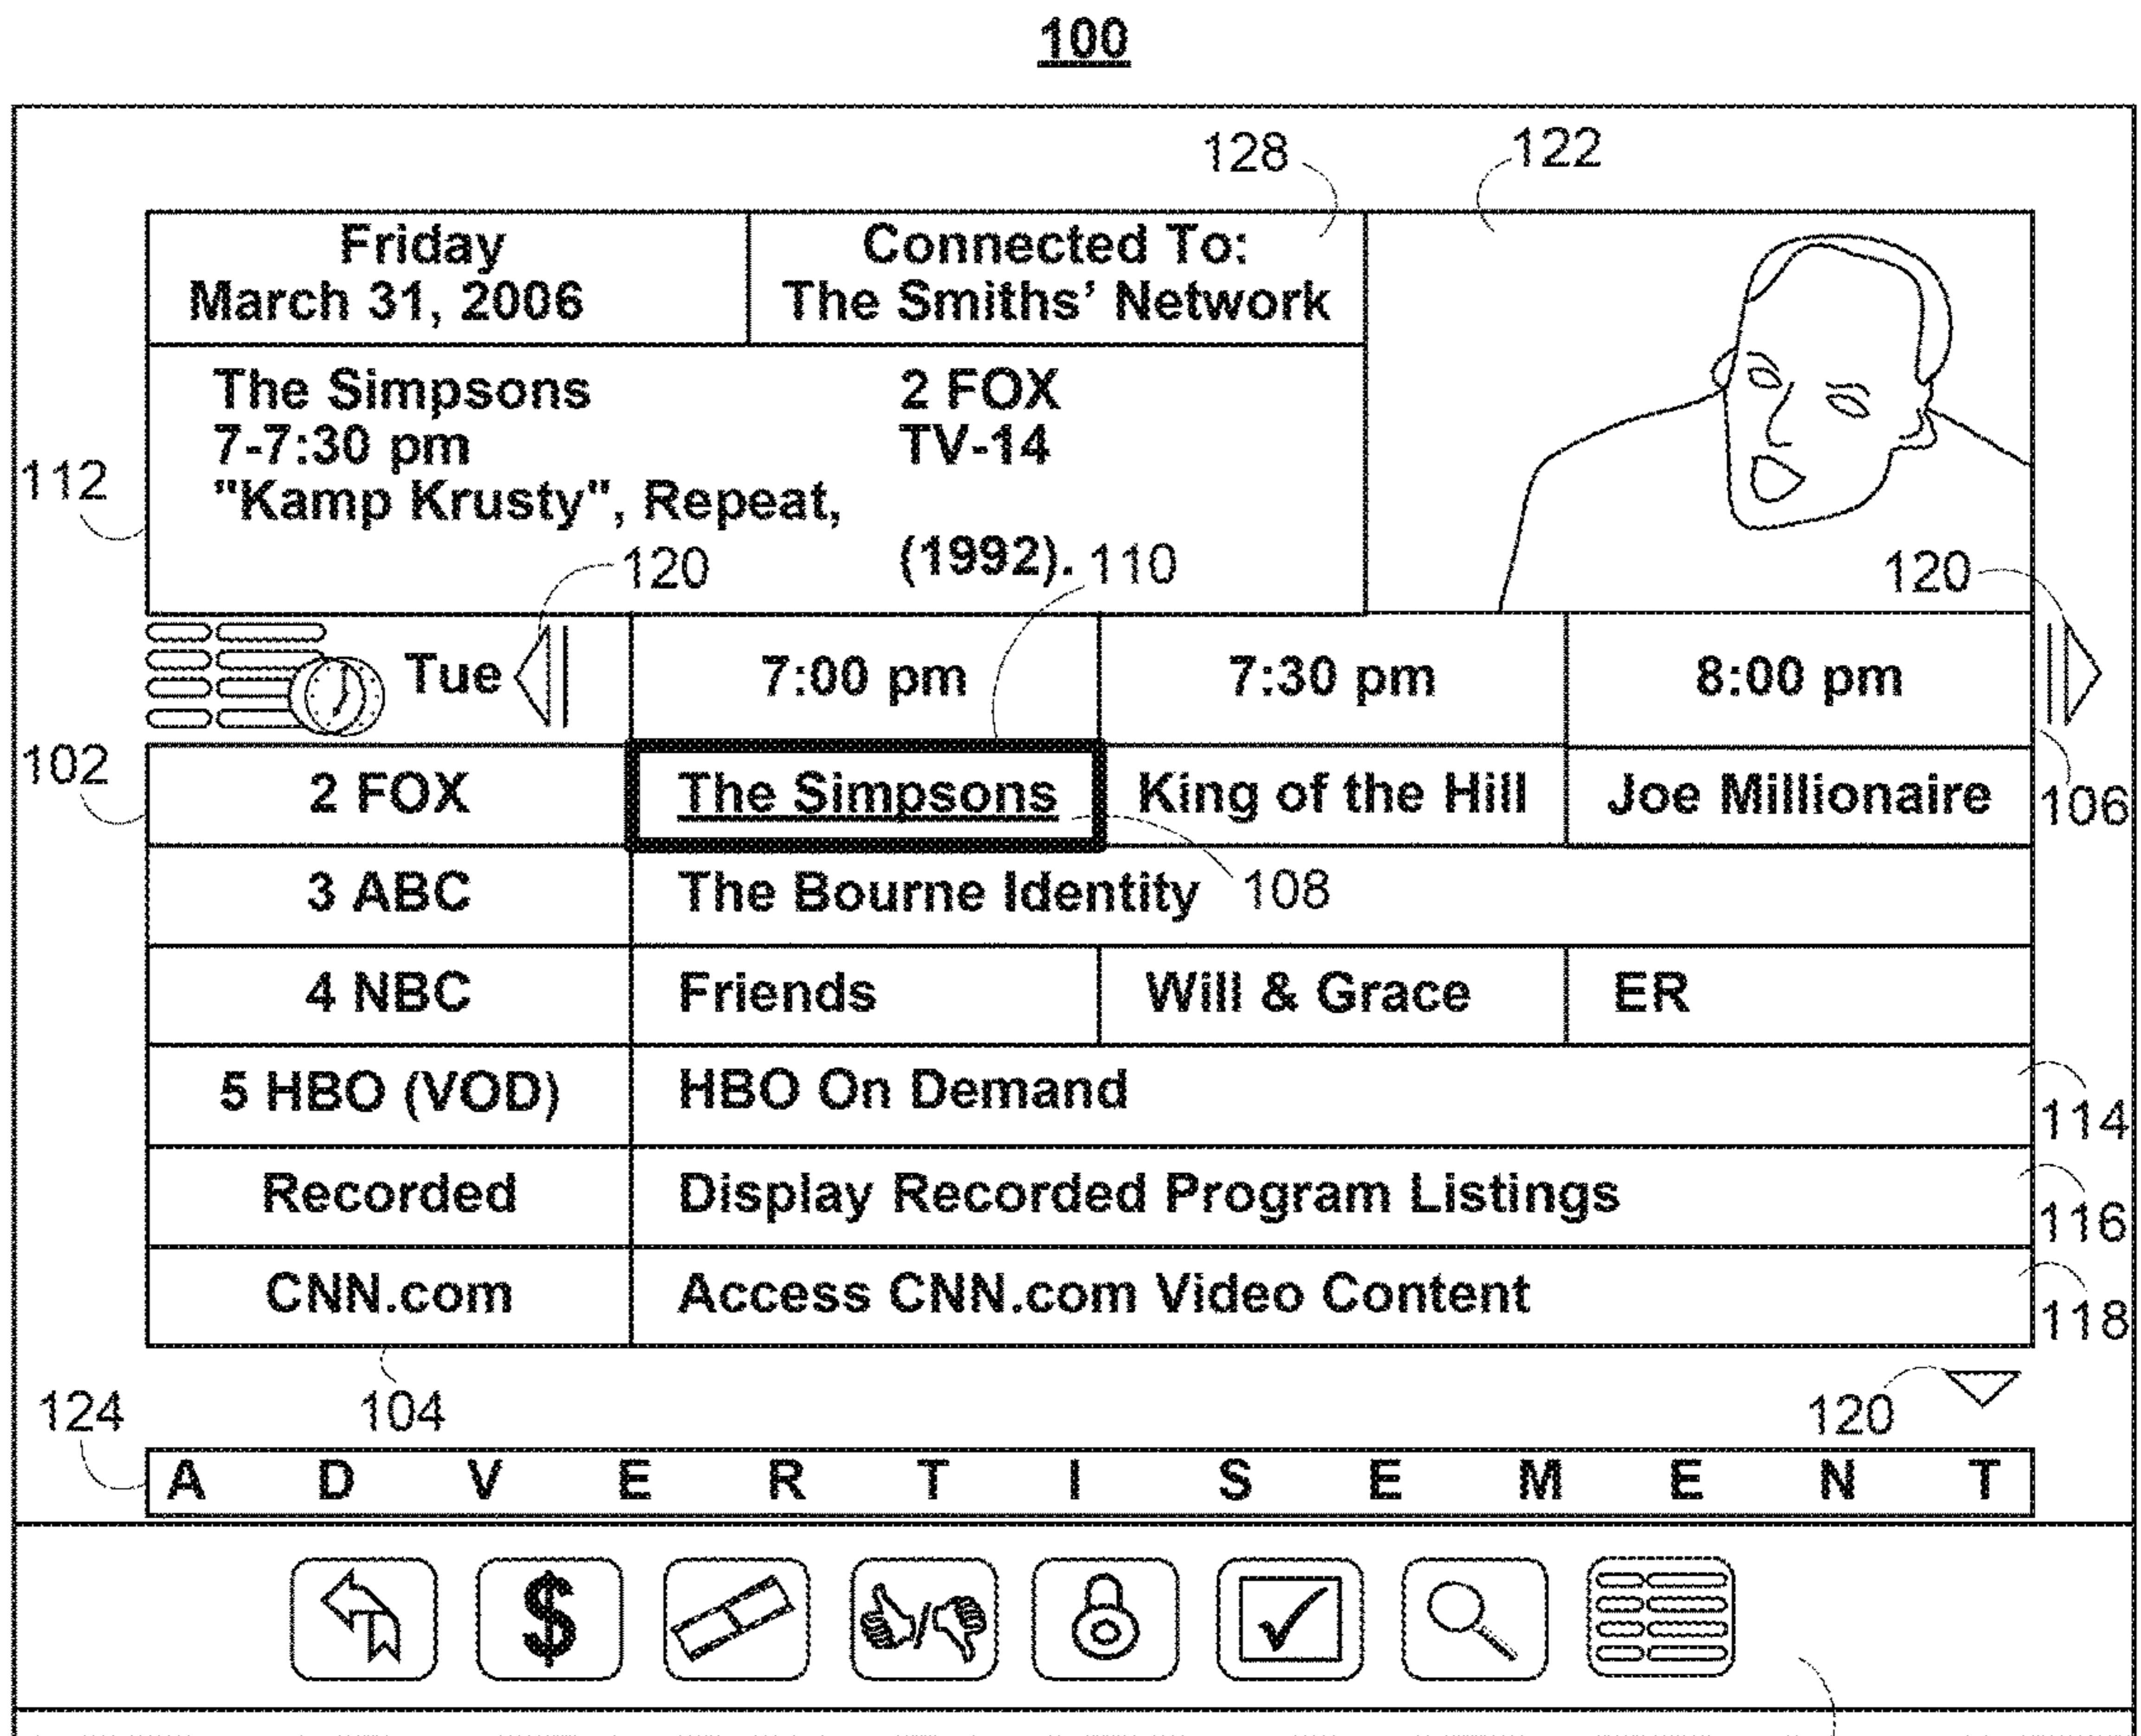 100
128 122
Friday
March 31, 2006
Connected To:
The Smiths' Network
The Simpsons 2 FOX
7-7:30 pm TV-14
112
"Kamp Krusty", Repeat,
(1992).
120 110 120
Tue 7:00 pm 7:30 pm 8:00 pm
102
2 FOX The Simpsons King of the Hill Joe Millionaire
106
3 ABC The Bourne Identity 108
4 NBC Friends Will & Grace ER
5 HBO (VOD) HBO On Demand
114
Recorded Display Recorded Program Listings
116
CNN.com Access CNN.com Video Content
118
124 104 120
A D V E R T I S E M E N T
$